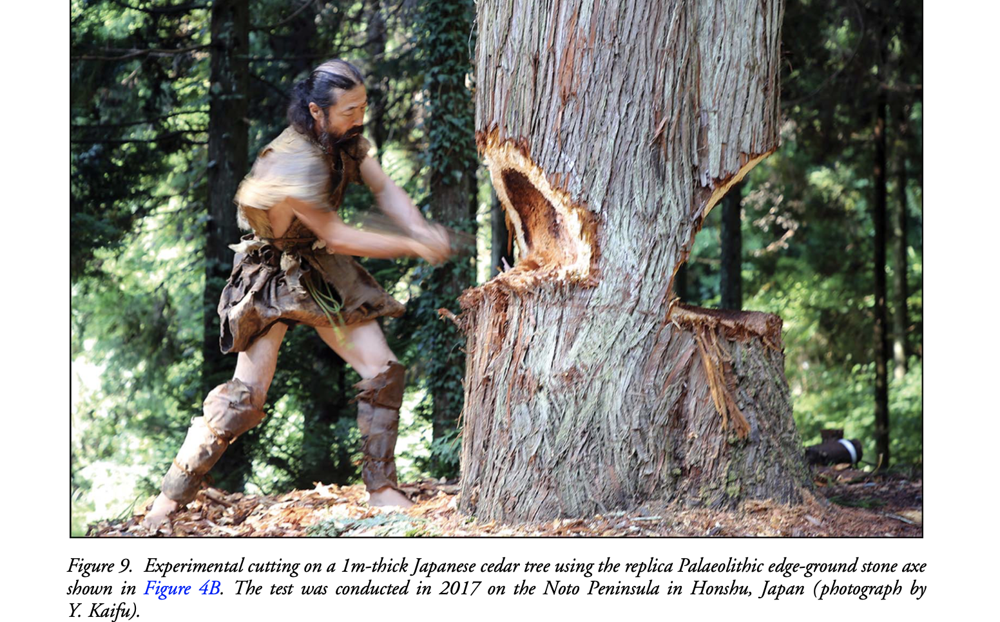 Figure 9. Experimental cutting on a 1m-thick Japanese cedar tree using the replica Palaeolithic edge-ground stone axe
shown in Figure 4B. The test was conducted in 2017 on the Noto Peninsula in Honshu, Japan (photograph by
Y. Kaifu).